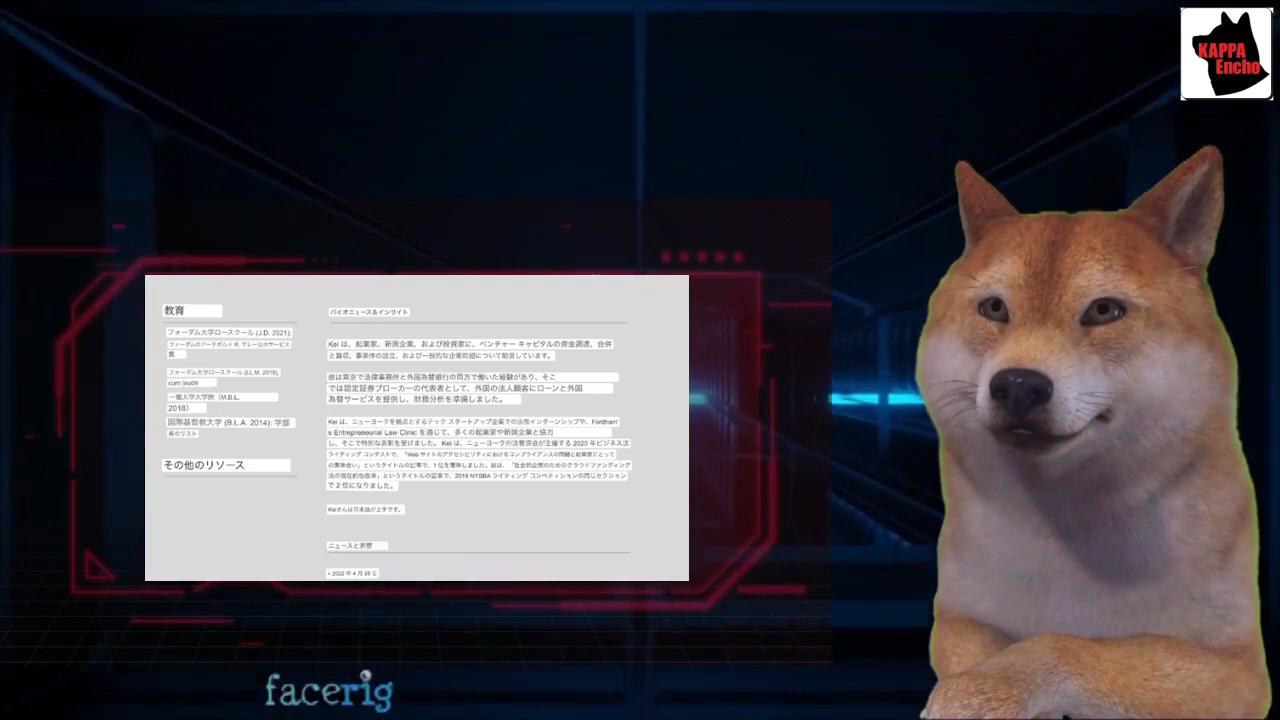 KAPPA
Encho
教育
フォーダム大学ロースクール (J.D. 2021);
フォーダムのアーチボルド R. マレー公共サービス
賞
フォーダム大学ロースクール (LL.M. 2019),
cum laude
一橋大学大学院（M.B.L.
2018）
国際基督教大学 (B.L.A. 2014): 学部
長のリスト
その他のリソース
バイオニュース&インサイト
Kei は、起業家、新興企業、および投資家に、ベンチャー キャピタルの資金調達、合併
と買収、事業体の設立、および一般的な企業問題について助言しています。
彼は東京で法律事務所と外国為替銀行の両方で働いた経験があり、そこ
では認定証券ブローカーの代表者として、外国の法人顧客にローンと外国
為替サービスを提供し、財務分析を準備しました。
Kei は、ニューヨークを拠点とするテック スタートアップ企業での法務インターンシップや、Fordham'
s Entrepreneurial Law Clinic を通じて、多くの起業家や新興企業と協力
し、そこで特別な表彰を受けました。 Kei は、ニューヨーク州法曹協会が主催する 2020 年ビジネス法
ライティング コンテストで、「Web サイトのアクセシビリティにおけるコンプライアンスの問題と起業家にとって
の意味合い」というタイトルの記事で、1 位を獲得しました。彼は、「社会的企業のためのクラウドファンディング
法の潜在的な改革」というタイトルの記事で、2019 NYSBA ライティング コンペティションの同じセクション
で 2 位になりました。
Keiさんは日本語が上手です。
ニュースと洞察
» 2022 年 4 月 28 日
facerig